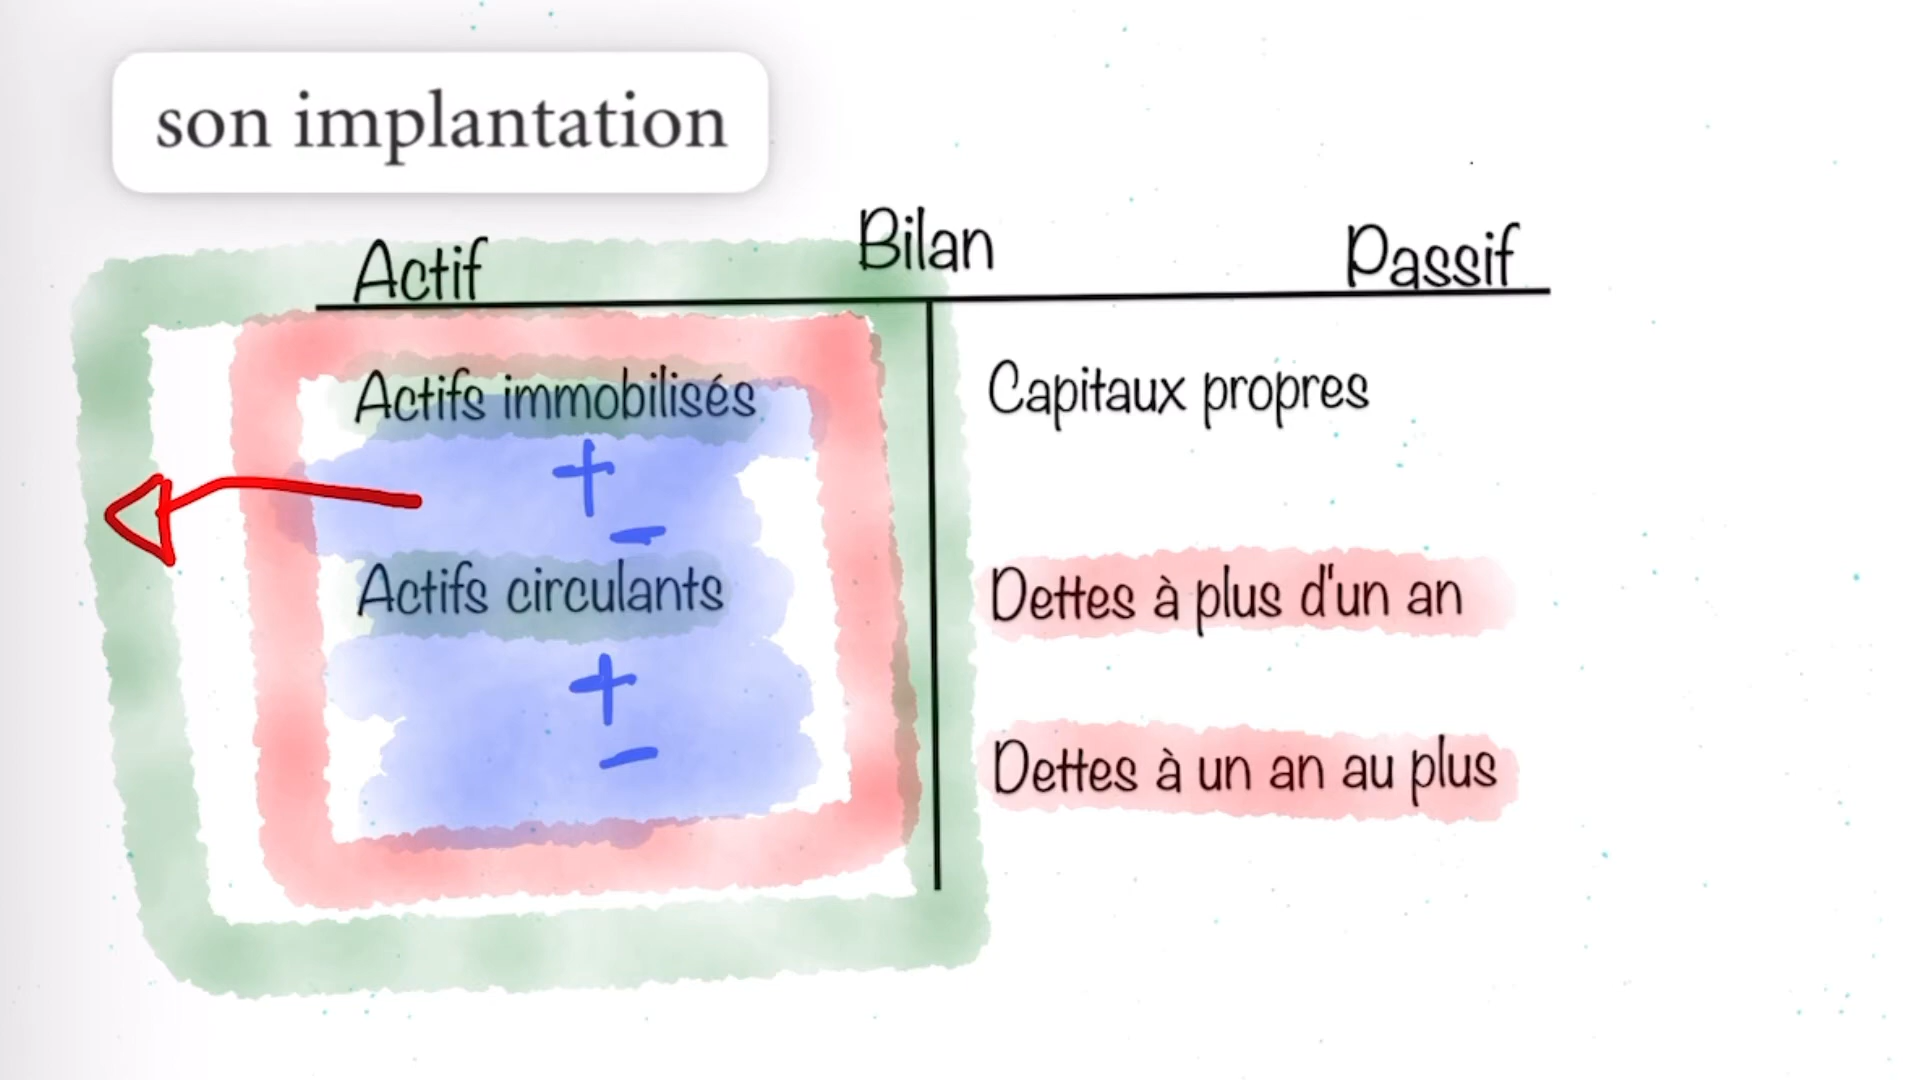 son implantation
Bilan
Actif
Passif
Actifs immobilisés
Capitaux propres
+
-
Actifs circulants
Dettes à plus d'un an
+
-
Dettes à un an au plus